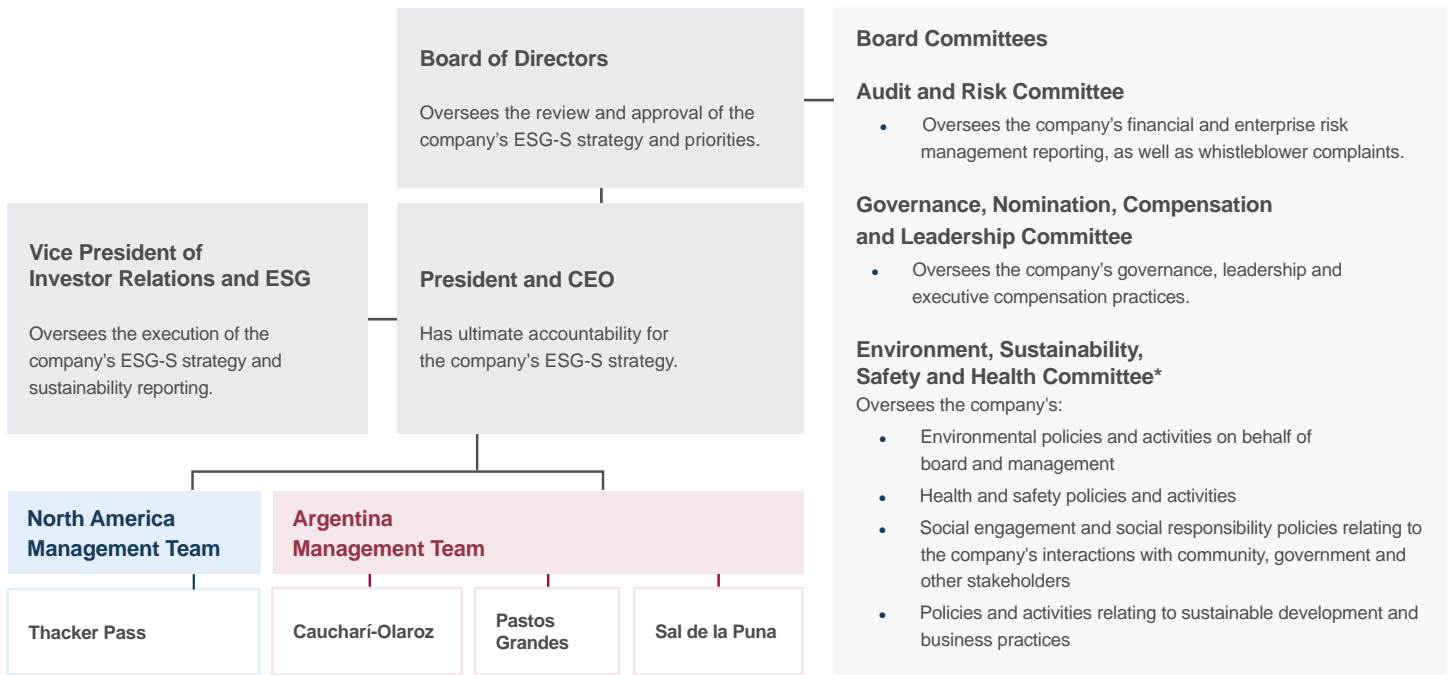 Board of Directors
Oversees the review and approval of the
company’s ESG-S strategy and priorities.
Vice President of
Investor Relations and ESG
Oversees the execution of the
company’s ESG-S strategy and
sustainability reporting.
President and CEO
Has ultimate accountability for
the company’s ESG-S strategy.
North America
Management Team
Argentina
Management Team
Thacker Pass
Caucharí-Olaroz
Pastos
Grandes
Sal de la Puna
Board Committees
Audit and Risk Committee
• Oversees the company’s financial and enterprise risk
management reporting, as well as whistleblower complaints.
Governance, Nomination, Compensation
and Leadership Committee
• Oversees the company’s governance, leadership and
executive compensation practices.
Environment, Sustainability,
Safety and Health Committee*
Oversees the company's:
• Environmental policies and activities on behalf of
board and management
• Health and safety policies and activities
• Social engagement and social responsibility policies relating to
the company's interactions with community, government and
other stakeholders
• Policies and activities relating to sustainable development and
business practices